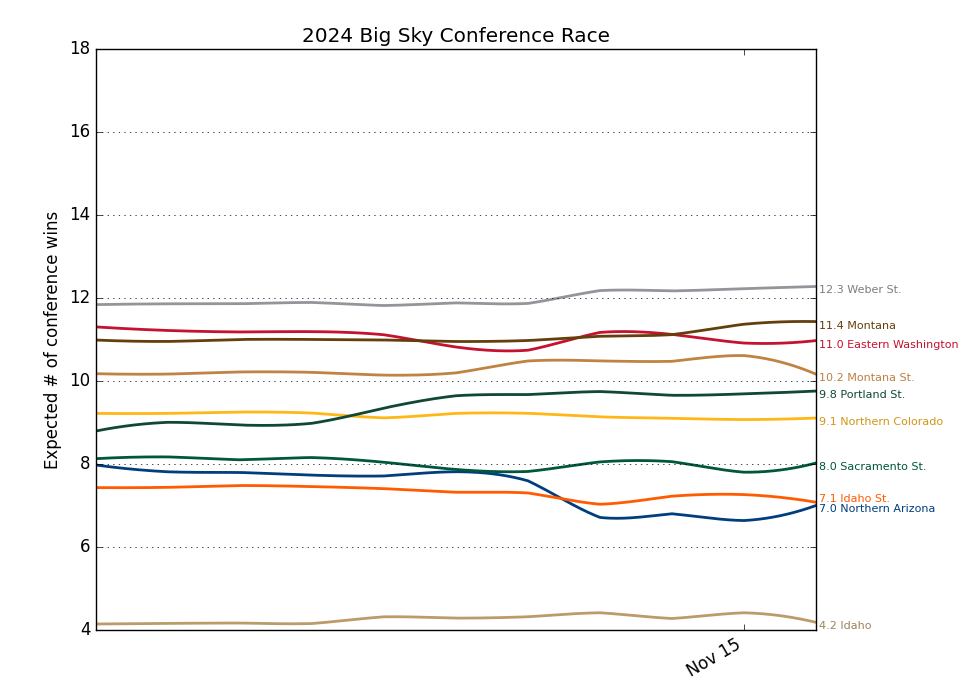 2024 Big Sky Conference Race
Expected # of conference wins
18
16
14
12
10
8
6
4
Nov 15
12.3 Weber St.
11.4 Montana
11.0 Eastern Washington
10.2 Montana St.
9.8 Portland St.
9.1 Northern Colorado
8.0 Sacramento St.
7.1 Idaho St.
7.0 Northern Arizona
4.2 Idaho